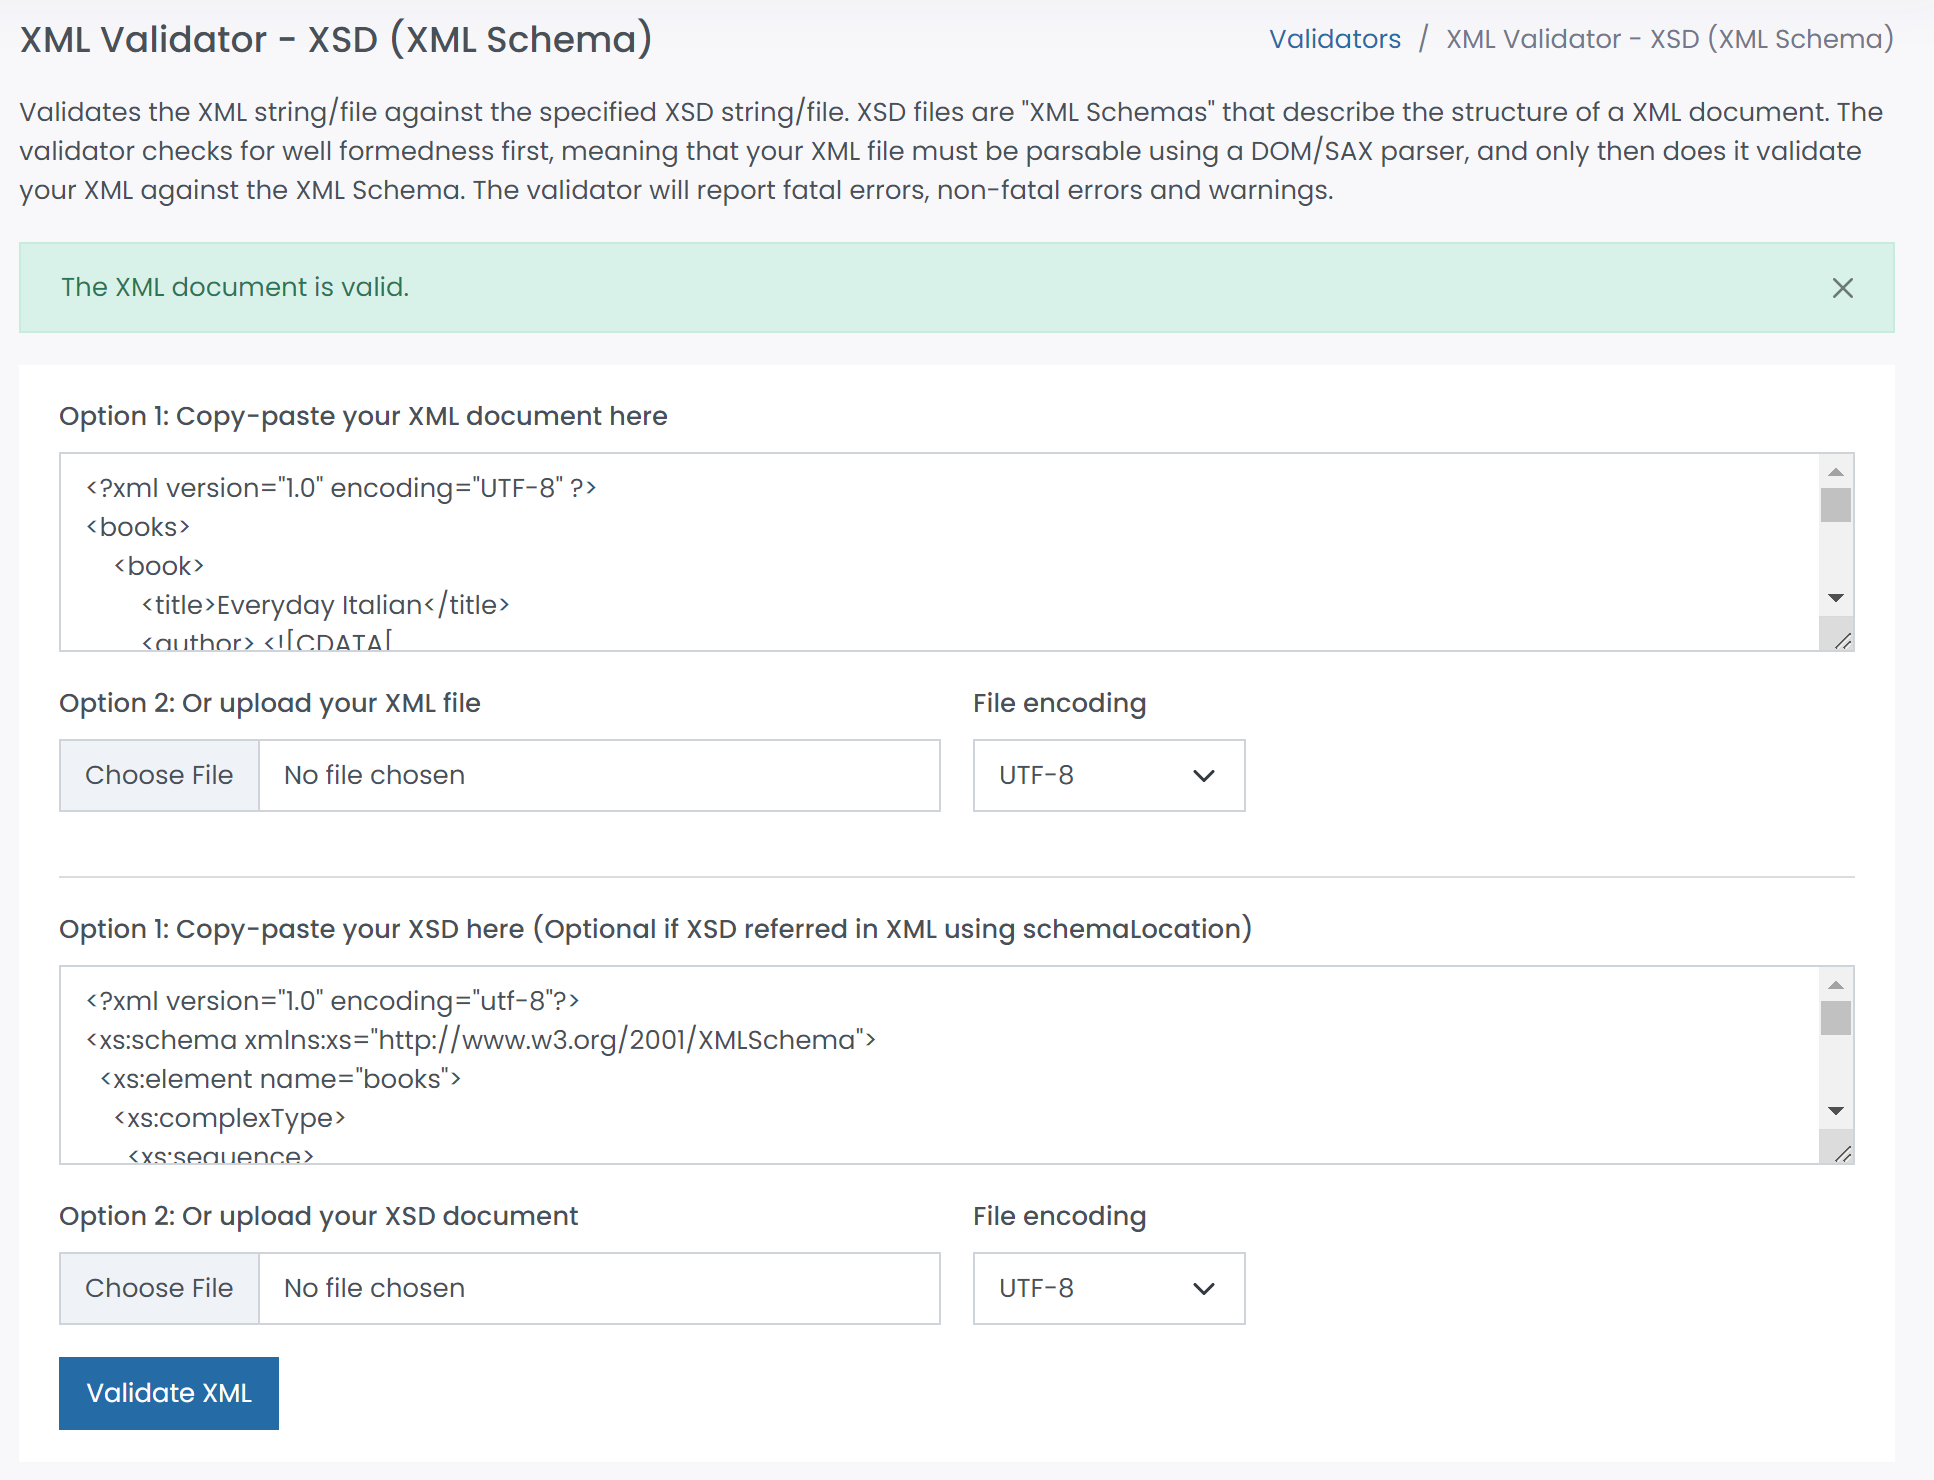 XML Validator - XSD (XML Schema)
Validators / XML Validator - XSD (XML Schema)
Validates the XML string/file against the specified XSD string/file. XSD files are "XML Schemas" that describe the structure of a XML document. The
validator checks for well formedness first, meaning that your XML file must be parsable using a DOM/SAX parser, and only then does it validate
your XML against the XML Schema. The validator will report fatal errors, non-fatal errors and warnings.
The XML document is valid.
Option 1: Copy-paste your XML document here
<?xml version="1.0" encoding="UTF-8" ?>
<books>
<book>
<title>Everyday Italian</title>
<author> <![CDATA[
Option 2: Or upload your XML file
File encoding
Choose File
No file chosen
UTF-8
Option 1: Copy-paste your XSD here (Optional if XSD referred in XML using schemaLocation)
<?xml version="1.0" encoding="utf-8"?>
<xs:schema xmlns:xs="http://www.w3.org/2001/XMLSchema">
<xs:element name="books">
<xs:complexType>
<xs:sequence>
Option 2: Or upload your XSD document
File encoding
Choose File
No file chosen
UTF-8
Validate XML